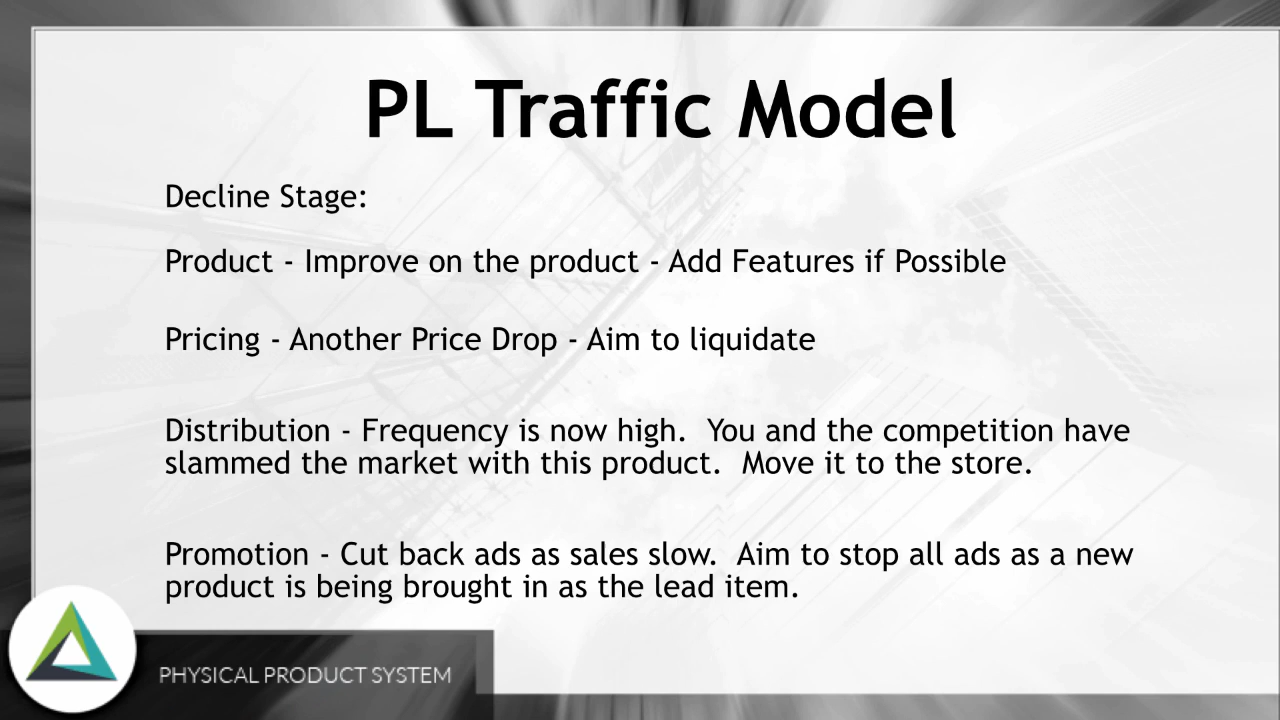 PL Traffic Model
Decline Stage:
Product - Improve on the product - Add Features if Possible
Pricing - Another Price Drop - Aim to liquidate
Distribution - Frequency is now high.  You and the competition have
slammed the market with this product.  Move it to the store.
Promotion - Cut back ads as sales slow.  Aim to stop all ads as a new
product is being brought in as the lead item.
PHYSICAL PRODUCT SYSTEM